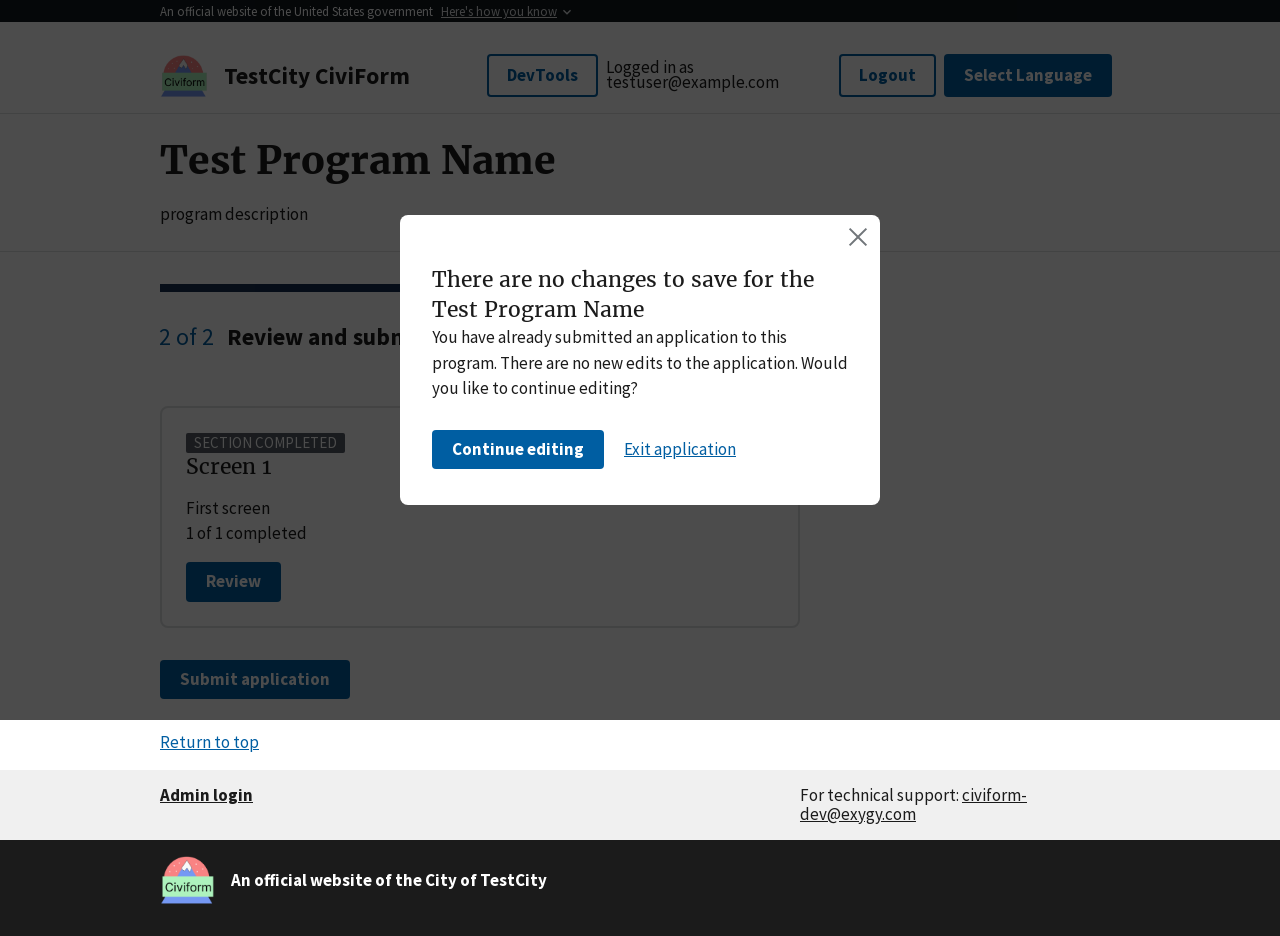 An official website of the United States government Here's how you know
Civiform
TestCity CiviForm
DevTools
Logged in as
testuser@example.com
Logout
Select Language
Test Program Name
program description
There are no changes to save for the
Test Program Name
You have already submitted an application to this
program. There are no new edits to the application. Would
you like to continue editing?
Continue editing
Exit application
2 of 2 Review and subm
SECTION COMPLETED
Screen 1
First screen
1 of 1 completed
Review
Submit application
Return to top
Admin login
For technical support: civiform-
dev@exygy.com
Civiform
An official website of the City of TestCity